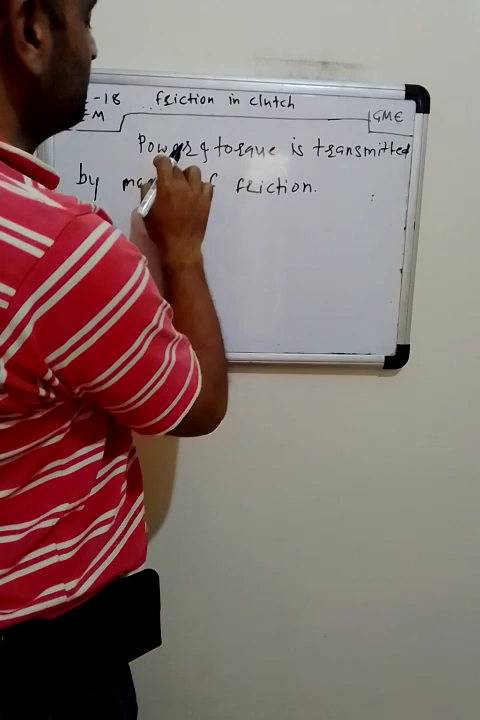 -18 friction in clutch
EM GME
Power & torque is transmitted
by friction.